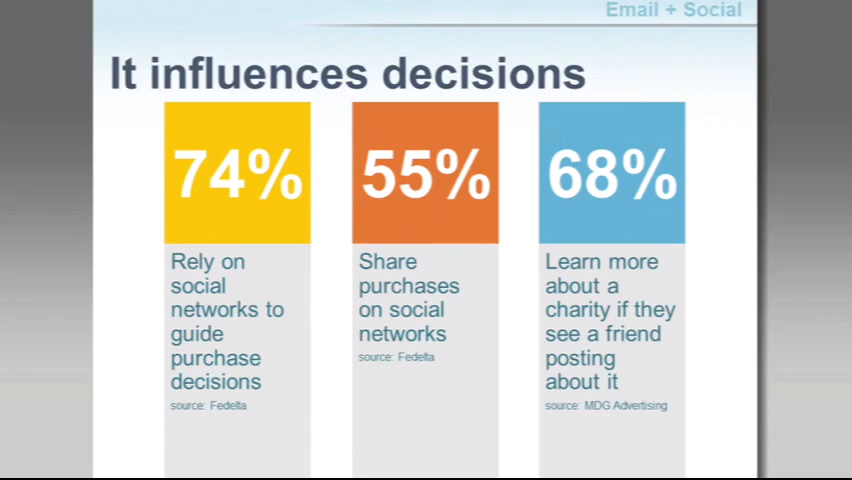 Email + Social
It influences decisions
74%
Rely on
social
networks to
guide
purchase
decisions
source: Fedelta
55%
Share
purchases
on social
networks
source: Fedelta
68%
Learn more
about a
charity if they
see a friend
posting
about it
source: MDG Advertising